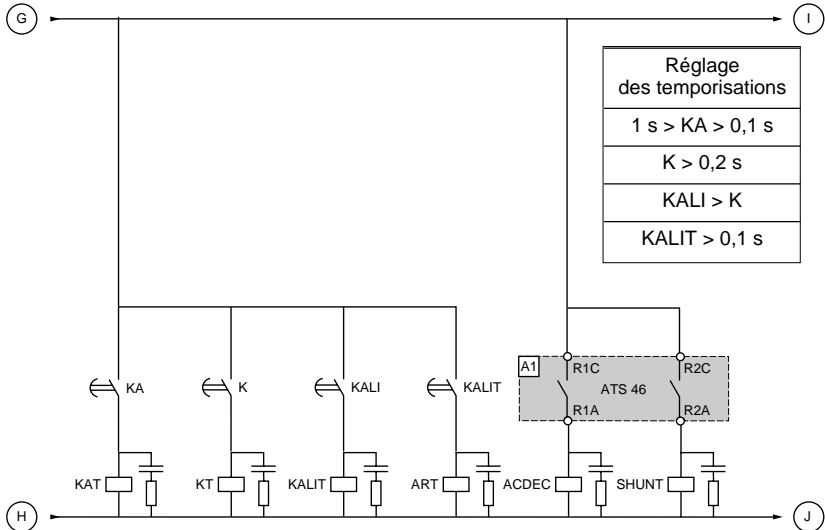 G
I
Réglage
des temporisations
1 s > KA > 0,1 s
K > 0,2 s
KALI > K
KALIT > 0,1 s
A1
R1C
R2C
KA
K
KALI
KALIT
ATS 46
R1A
R2A
KAT
KT
KALIT
ART
ACDEC
SHUNT
H
J